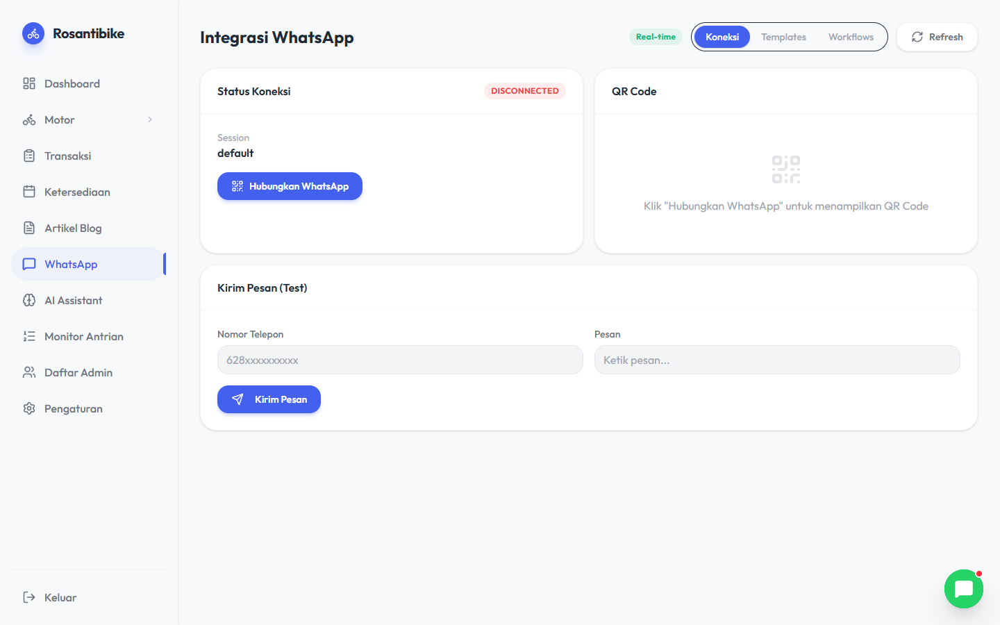 Rosantibike
Dashboard
Motor
Transaksi
Ketersediaan
Artikel Blog
WhatsApp
AI Assistant
Monitor Antrian
Daftar Admin
Pengaturan
Keluar
Integrasi WhatsApp
Real-time
Koneksi
Templates
Workflows
Refresh
Status Koneksi
DISCONNECTED
Session
default
Hubungkan WhatsApp
QR Code
Klik "Hubungkan WhatsApp" untuk menampilkan QR Code
Kirim Pesan (Test)
Nomor Telepon
628xxxxxxxxxx
Pesan
Ketik pesan...
Kirim Pesan